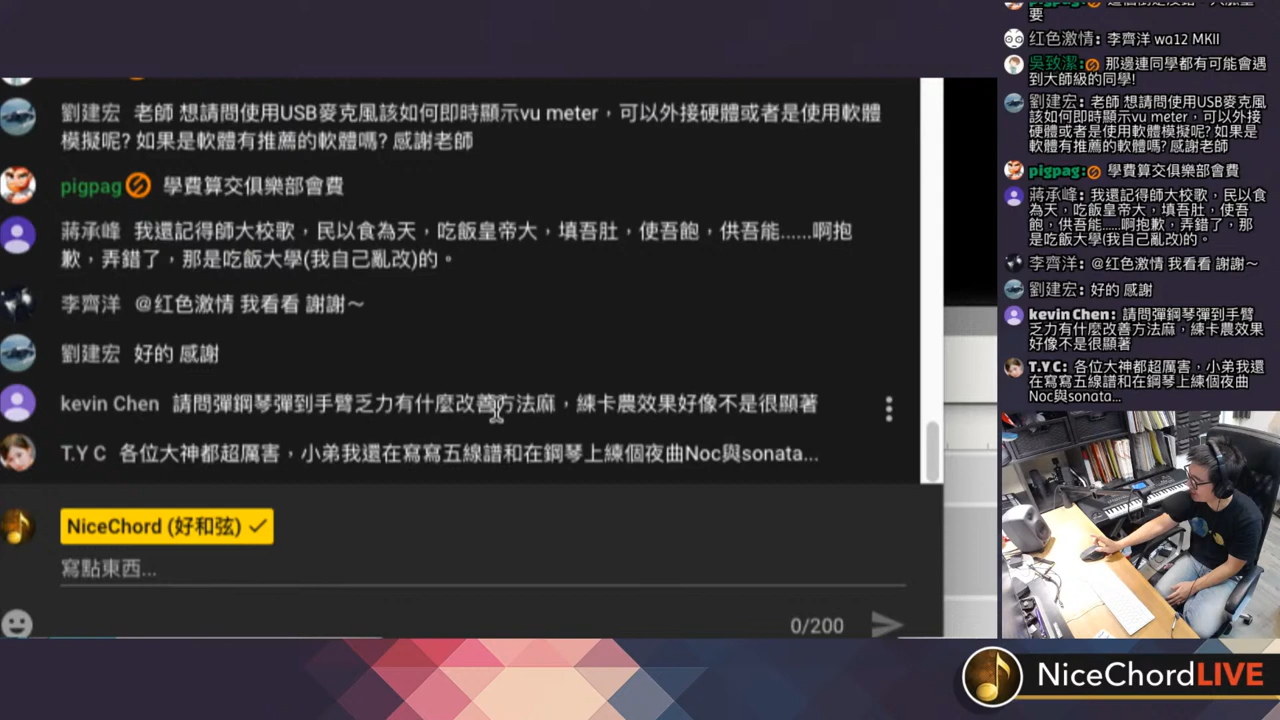 劉建宏 老師 想請問使用USB麥克風該如何即時顯示vu meter，可以外接硬體或者是使用軟體
模擬呢? 如果是軟體有推薦的軟體嗎? 感謝老師
pigpag 學費算交俱樂部會費
蔣承峰 我還記得師大校歌，民以食為天，吃飯皇帝大，填吾肚，使吾飽，供吾能......啊抱
歉，弄錯了，那是吃飯大學(我自己亂改)的。
李齊洋 @红色激情 我看看 謝謝～
劉建宏 好的 感謝
kevin Chen 請問彈鋼琴彈到手臂乏力有什麼改善方法麻，練卡農效果好像不是很顯著
T.Y C 各位大神都超厲害，小弟我還在寫寫五線譜和在鋼琴上練個夜曲Noc與sonata...
NiceChord (好和弦)
寫點東西...
0/200
要
红色激情: 李齊洋 wa12 MKII
吳致潔: 那邊連同學都有可能會遇
到大師級的同學!
劉建宏: 老師 想請問使用USB麥克風
該如何即時顯示vu meter，可以外接
硬體或者是使用軟體模擬呢? 如果是
軟體有推薦的軟體嗎? 感謝老師
pigpag: 學費算交俱樂部會費
蔣承峰: 我還記得師大校歌，民以食
為天，吃飯皇帝大，填吾肚，使吾
飽，供吾能......啊抱歉，弄錯了，那
是吃飯大學(我自己亂改)的。
李齊洋: @红色激情 我看看 謝謝～
劉建宏: 好的 感謝
kevin Chen: 請問彈鋼琴彈到手臂
乏力有什麼改善方法麻，練卡農效果
好像不是很顯著
T.Y C: 各位大神都超厲害，小弟我還
在寫寫五線譜和在鋼琴上練個夜曲
Noc與sonata...
NiceChordLIVE